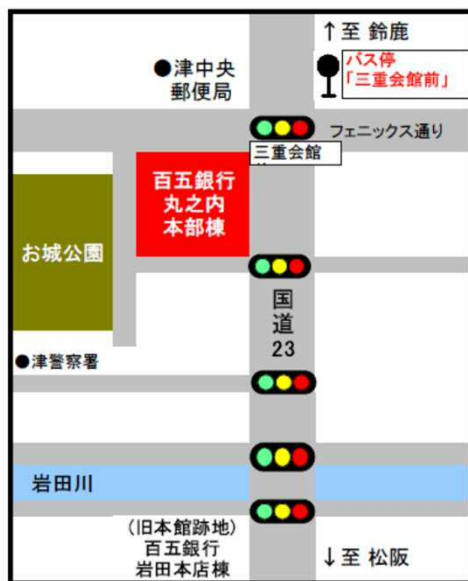 ↑至 鈴鹿
バス停
「三重会館前」
●津中央
郵便局
フェニックス通り
三重会館
百五銀行
丸之内
本部棟
お城公園
国
道
23
●津警察署
岩田川
(旧本館跡地)
百五銀行
岩田本店棟
↓至 松阪